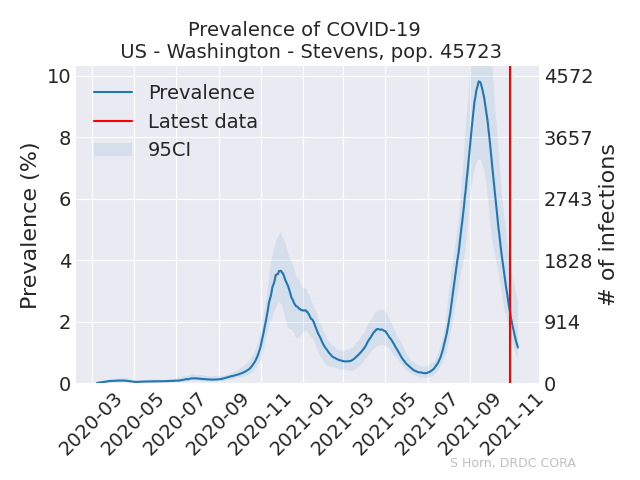 Prevalence of COVID-19
US - Washington - Stevens, pop. 45723
Prevalence
Latest data
95CI
Prevalence (%)
10
8
6
4
2
0
# of infections
4572
3657
2743
1828
914
0
2020-03
2020-05
2020-07
2020-09
2020-11
2021-01
2021-03
2021-05
2021-07
2021-09
2021-11
S Horn, DRDC CORA